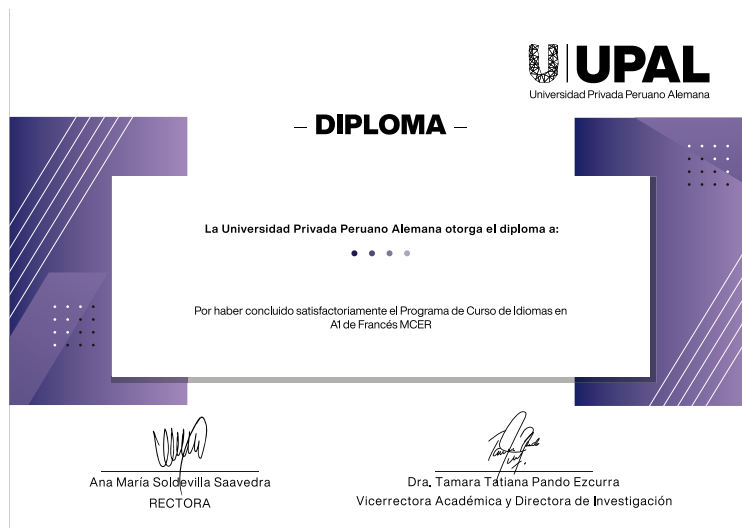 UPAL
Universidad Privada Peruano Alemana
– DIPLOMA –
La Universidad Privada Peruano Alemana otorga el diploma a:
Por haber concluido satisfactoriamente el Programa de Curso de Idiomas en
A1 de Francés MCER
Ana María Soldevilla Saavedra
RECTORA
Dra. Tamara Tatiana Pando Ezcurra
Vicerrectora Académica y Directora de Investigación